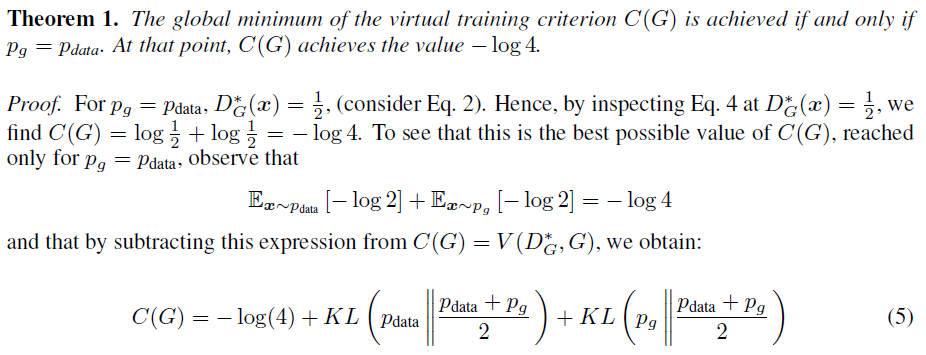 Theorem 1. The global minimum of the virtual training criterion C(G) is achieved if and only if
p_g = p_data. At that point, C(G) achieves the value − log 4.
Proof. For p_g = p_data, D*_G(x) = 1/2, (consider Eq. 2). Hence, by inspecting Eq. 4 at D*_G(x) = 1/2, we
find C(G) = log 1/2 + log 1/2 = − log 4. To see that this is the best possible value of C(G), reached
only for p_g = p_data, observe that
𝔼_{x∼p_data} [− log 2] + 𝔼_{x∼p_g} [− log 2] = − log 4
and that by subtracting this expression from C(G) = V(D*_G, G), we obtain:
C(G) = − log(4) + KL ( p_data ‖ (p_data + p_g)/2 ) + KL ( p_g ‖ (p_data + p_g)/2 ) (5)